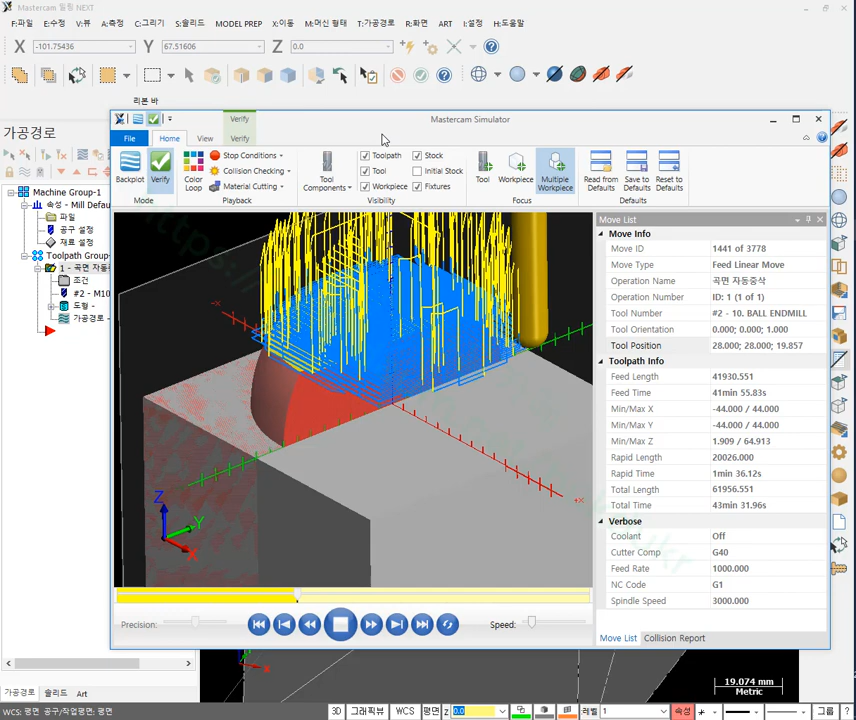 Mastercam 밀링 NEXT
F:파일 E:수정 V:뷰 A:측정 C:그리기 S:솔리드 MODEL PREP X:이동 M:머신 형태 T:가공경로 R:화면 ART I:설정 H:도움말
X -101.75436 Y 67.51606 Z 0.0
리본 바
가공경로
Machine Group-1
속성 - Mill Defau
파일
공구 설정
재료 설정
Toolpath Group-
1 - 곡면 자동
조건
#2 - M10
도형 -
가공경로
Verify
Mastercam Simulator
File Home View Verify
Backplot
Verify
Mode
Color Loop
Stop Conditions
Collision Checking
Material Cutting
Playback
Tool Components
Toolpath
Tool
Workpiece
Stock
Initial Stock
Fixtures
Visibility
Tool
Workpiece
Multiple Workpiece
Focus
Read from Defaults
Save to Defaults
Reset to Defaults
Defaults
-X
+X
Z
Y
X
Move List
Move Info
Move ID 1441 of 3778
Move Type Feed Linear Move
Operation Name 곡면 자동중삭
Operation Number ID: 1 (1 of 1)
Tool Number #2 - 10. BALL ENDMILL
Tool Orientation 0.000; 0.000; 1.000
Tool Position 28.000; 28.000; 19.857
Toolpath Info
Feed Length 41930.551
Feed Time 41min 55.83s
Min/Max X -44.000 / 44.000
Min/Max Y -44.000 / 44.000
Min/Max Z 1.909 / 64.913
Rapid Length 20026.000
Rapid Time 1min 36.12s
Total Length 61956.551
Total Time 43min 31.96s
Verbose
Coolant Off
Cutter Comp G40
Feed Rate 1000.000
NC Code G1
Spindle Speed 3000.000
Move List Collision Report
Precision:
Speed:
X
19.074 mm
Metric
가공경로 솔리드 Art
WCS: 평면 공구/작업평면: 평면
3D 그래픽뷰 WCS 평면 Z 0.0 레벨 1 속성 그룹 ?